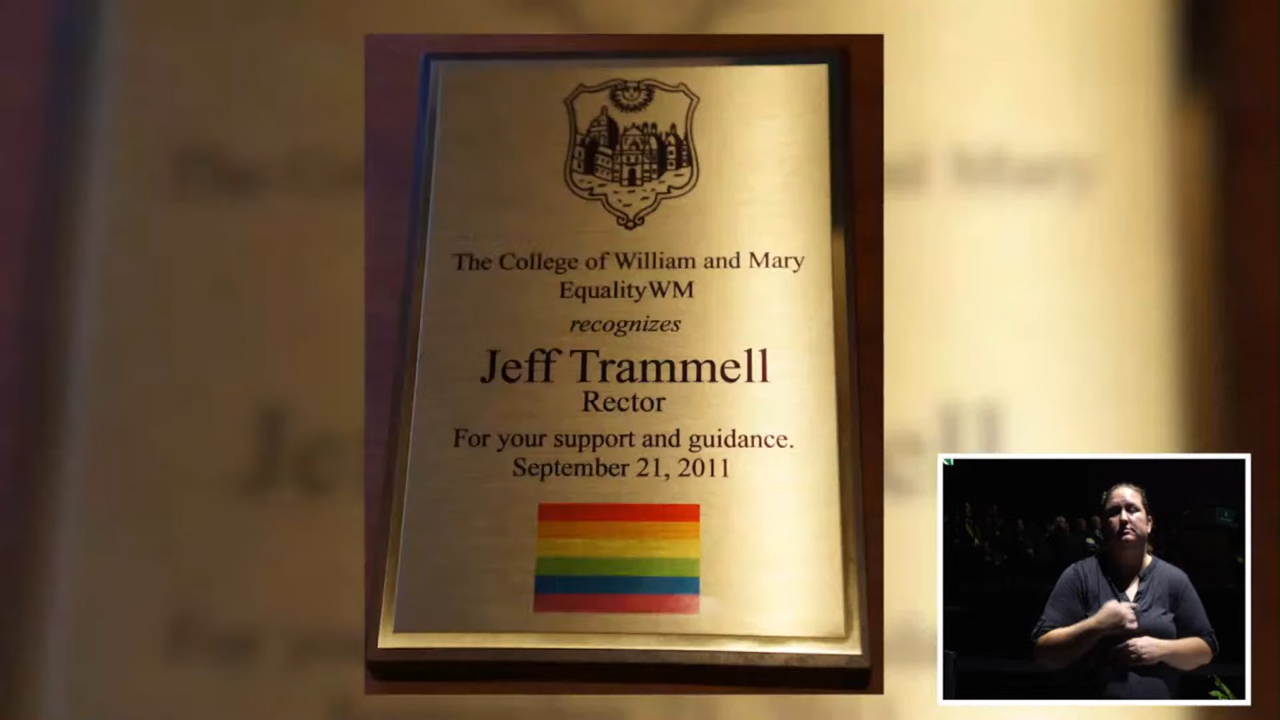 The College of William and Mary
EqualityWM
recognizes
Jeff Trammell
Rector
For your support and guidance.
September 21, 2011